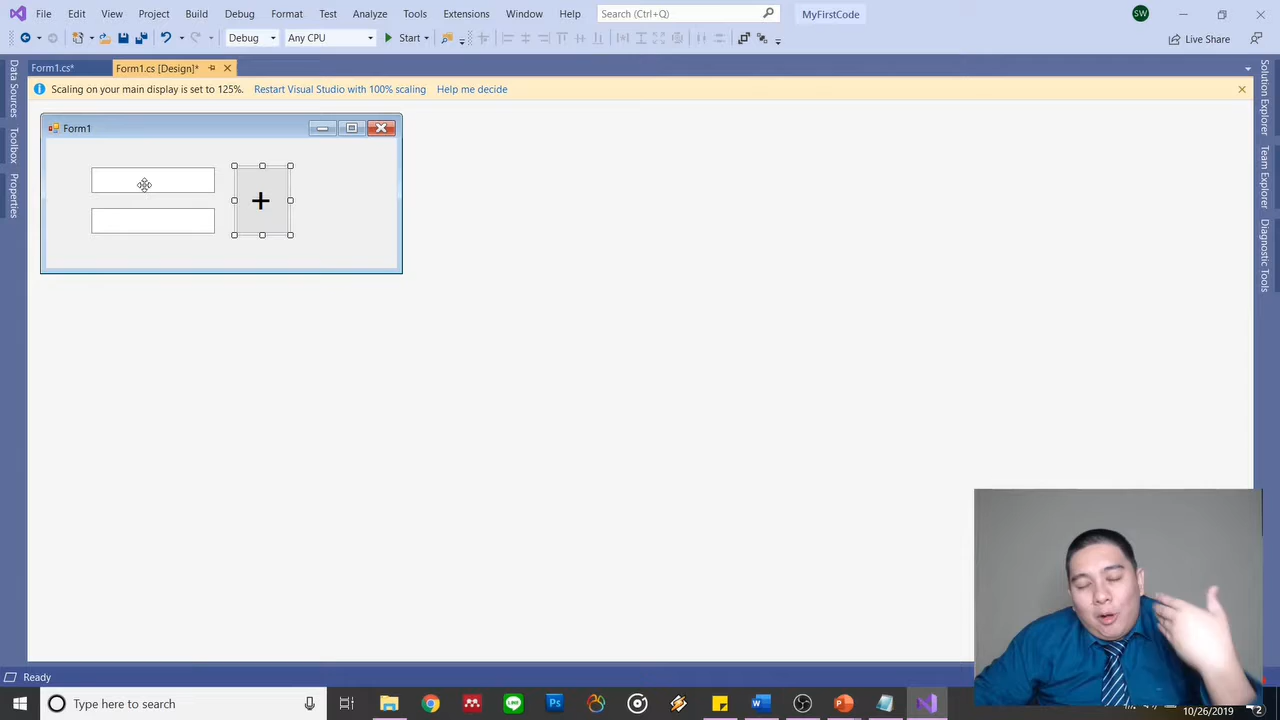 File Edit View Project Build Debug Format Test Analyze Tools Extensions Window Help Search (Ctrl+Q) MyFirstCode SW
Debug Any CPU Start Live Share
Form1.cs* Form1.cs [Design]*
Scaling on your main display is set to 125%. Restart Visual Studio with 100% scaling Help me decide
Data Sources
Toolbox
Properties
Form1
+
Solution Explorer
Team Explorer
Diagnostic Tools
Ready
Type here to search
10/26/2019
2